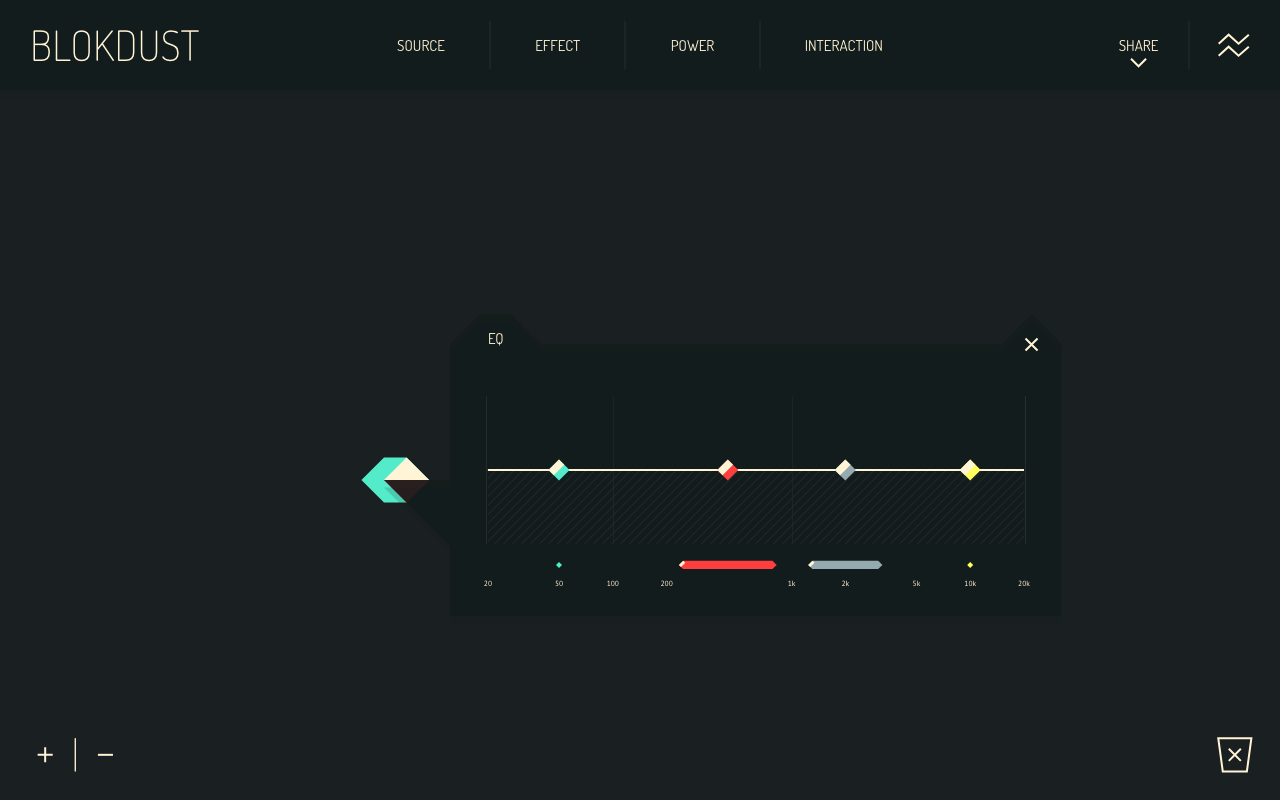 BLOKDUST
SOURCE
EFFECT
POWER
INTERACTION
SHARE
EQ
20 50 100 200 1k 2k 5k 10k 20k